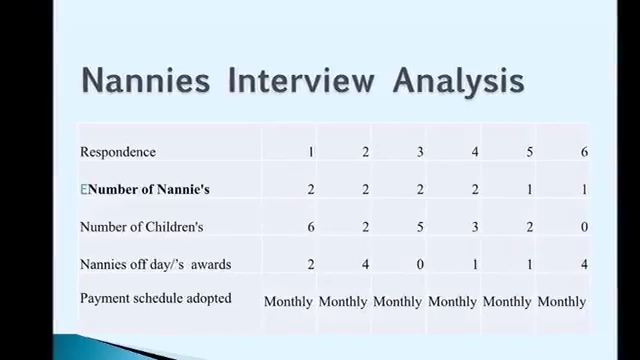 Nannies Interview Analysis
Respondence 1 2 3 4 5 6
ENumber of Nannie's 2 2 2 2 1 1
Number of Children's 6 2 5 3 2 0
Nannies off day/'s awards 2 4 0 1 1 4
Payment schedule adopted Monthly Monthly Monthly Monthly Monthly Monthly